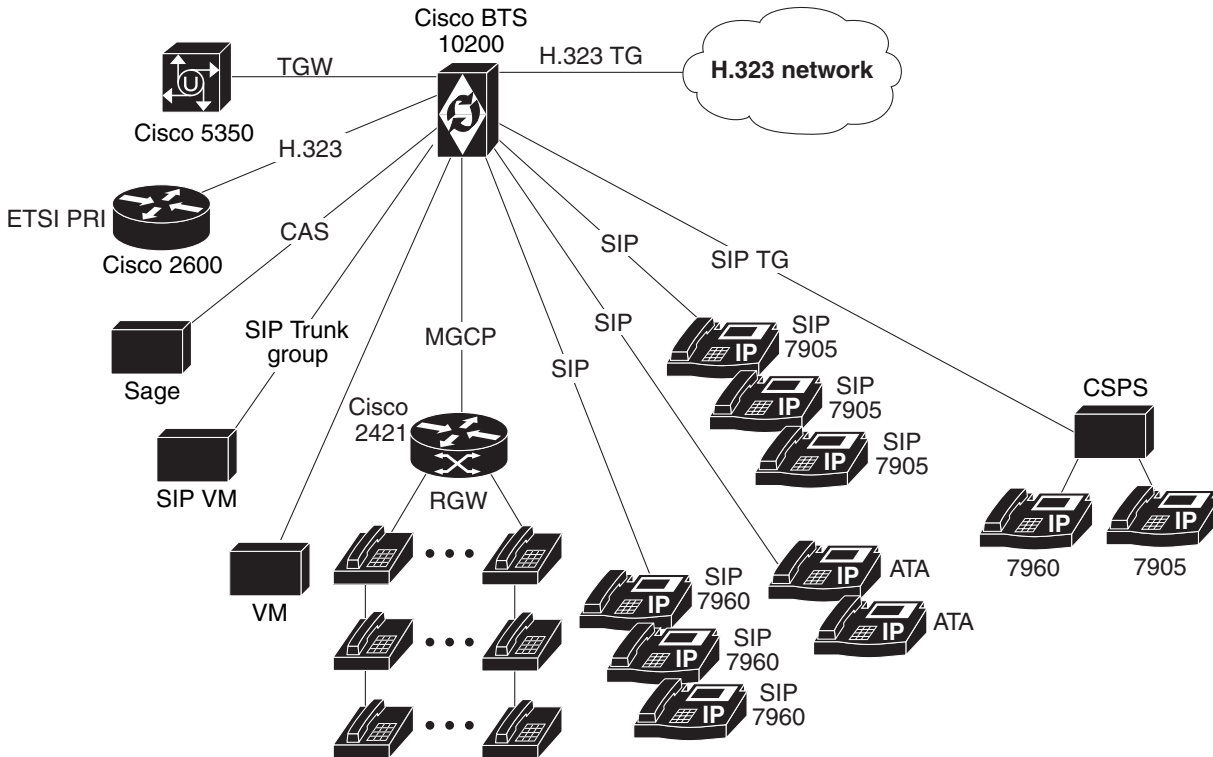 Cisco BTS
10200
TGW
H.323 TG
H.323 network
U
Cisco 5350
H.323
ETSI PRI
Cisco 2600
CAS
SIP
SIP TG
Sage
SIP Trunk
group
MGCP
SIP
SIP
IP
SIP
7905
IP
SIP
7905
IP
SIP
7905
CSPS
Cisco
2421
SIP VM
RGW
IP
7960
IP
7905
VM
IP
ATA
IP
ATA
IP
SIP
7960
IP
SIP
7960
IP
SIP
7960